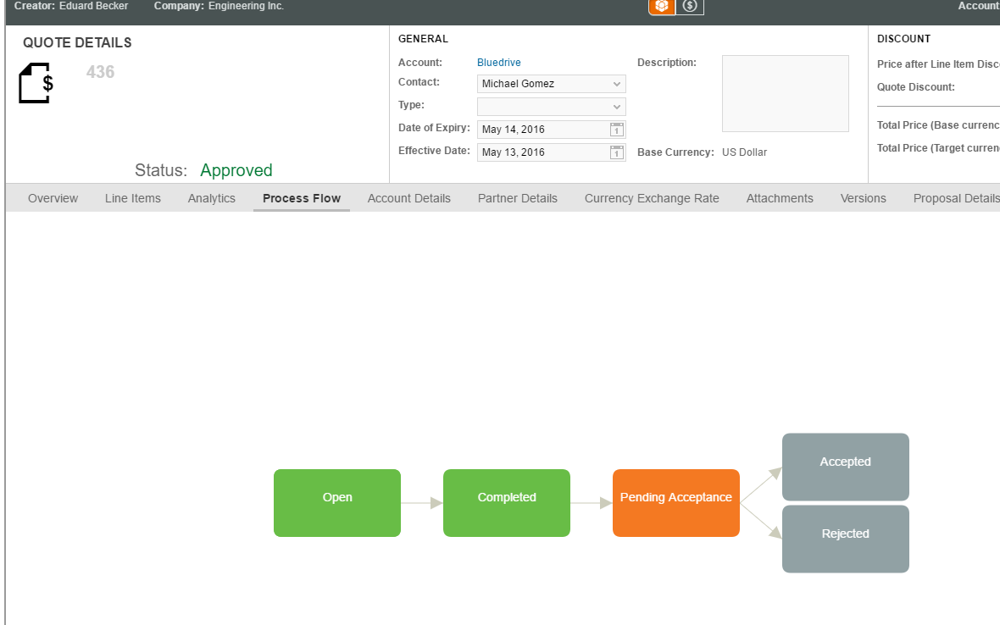 Creator: Eduard Becker Company: Engineering Inc. $ Account
QUOTE DETAILS
$
436
Status: Approved
GENERAL
Account: Bluedrive
Contact: Michael Gomez
Type:
Date of Expiry: May 14, 2016 1
Effective Date: May 13, 2016 1
Description:
Base Currency: US Dollar
DISCOUNT
Price after Line Item Disc
Quote Discount:
Total Price (Base currenc
Total Price (Target curren
Overview Line Items Analytics Process Flow Account Details Partner Details Currency Exchange Rate Attachments Versions Proposal Details
Open
Completed
Pending Acceptance
Accepted
Rejected